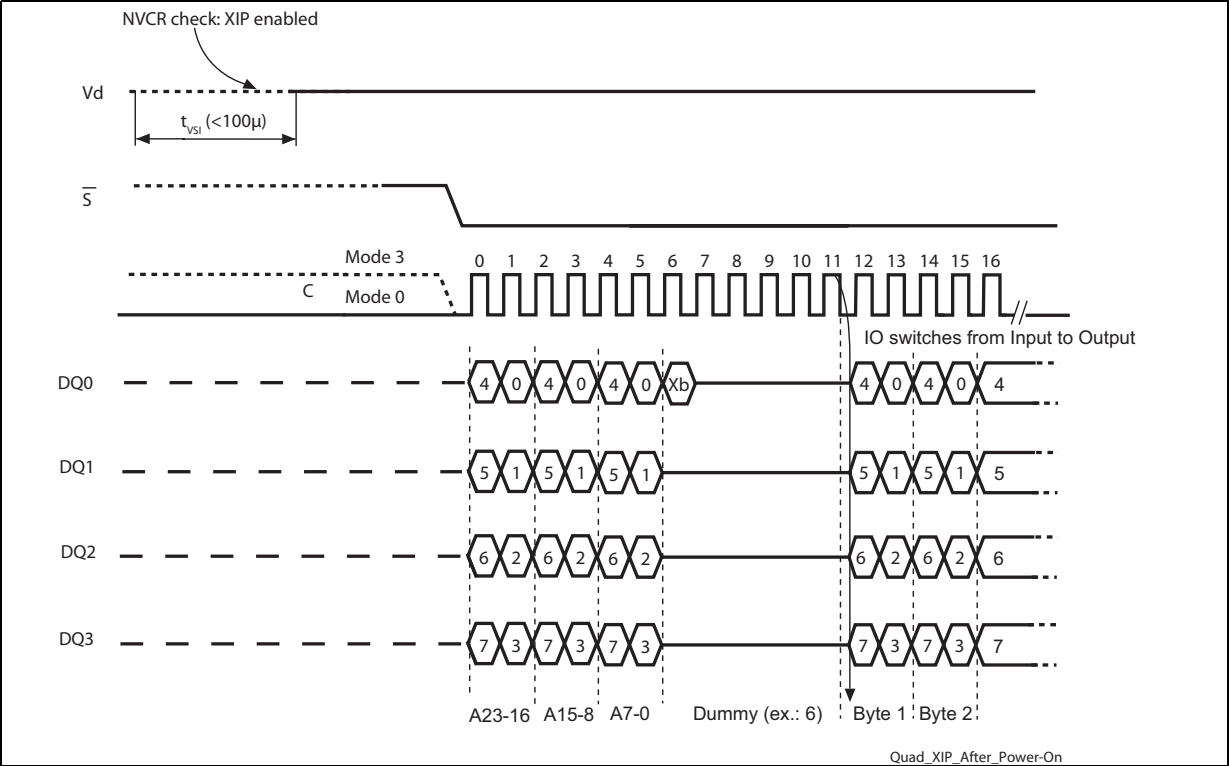 NVCR check: XIP enabled
Vd
tVSI (<100µ)
S
Mode 3
C
Mode 0
0 1 2 3 4 5 6 7 8 9 10 11 12 13 14 15 16
IO switches from Input to Output
DQ0 4 0 4 0 4 0 Xb 4 0 4 0 4
DQ1 5 1 5 1 5 1 5 1 5 1 5
DQ2 6 2 6 2 6 2 6 2 6 2 6
DQ3 7 3 7 3 7 3 7 3 7 3 7
A23-16 A15-8 A7-0 Dummy (ex.: 6) Byte 1 Byte 2
Quad_XIP_After_Power-On